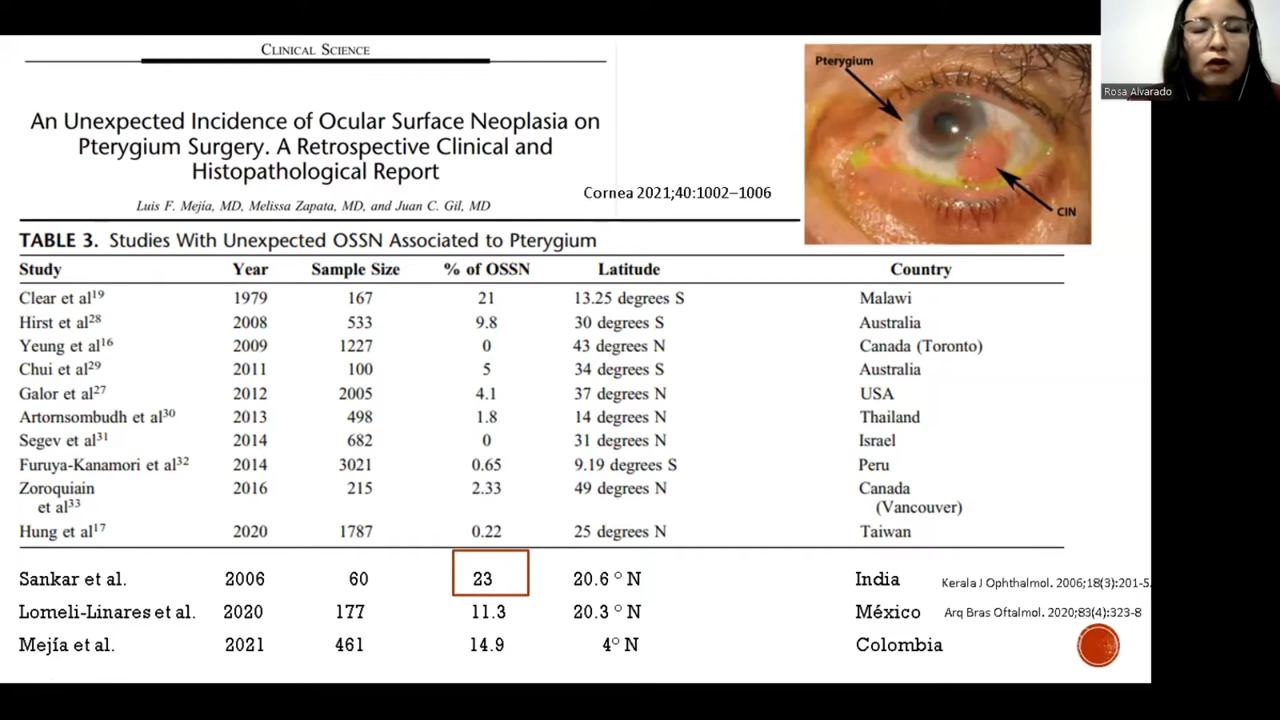 CLINICAL SCIENCE
An Unexpected Incidence of Ocular Surface Neoplasia on
Pterygium Surgery. A Retrospective Clinical and
Histopathological Report
Luis F. Mejía, MD, Melissa Zapata, MD, and Juan C. Gil, MD
Cornea 2021;40:1002–1006
Pterygium
CIN
Rosa Alvarado
TABLE 3. Studies With Unexpected OSSN Associated to Pterygium
Study Year Sample Size % of OSSN Latitude Country
Clear et al19 1979 167 21 13.25 degrees S Malawi
Hirst et al28 2008 533 9.8 30 degrees S Australia
Yeung et al16 2009 1227 0 43 degrees N Canada (Toronto)
Chui et al29 2011 100 5 34 degrees S Australia
Galor et al27 2012 2005 4.1 37 degrees N USA
Artornsombudh et al30 2013 498 1.8 14 degrees N Thailand
Segev et al31 2014 682 0 31 degrees N Israel
Furuya-Kanamori et al32 2014 3021 0.65 9.19 degrees S Peru
Zoroquiain 2016 215 2.33 49 degrees N Canada
et al33 (Vancouver)
Hung et al17 2020 1787 0.22 25 degrees N Taiwan
Sankar et al. 2006 60 23 20.6 ° N India Kerala J Ophthalmol. 2006;18(3):201-5.
Lomeli-Linares et al. 2020 177 11.3 20.3 ° N México Arq Bras Oftalmol. 2020;83(4):323-8
Mejía et al. 2021 461 14.9 4° N Colombia